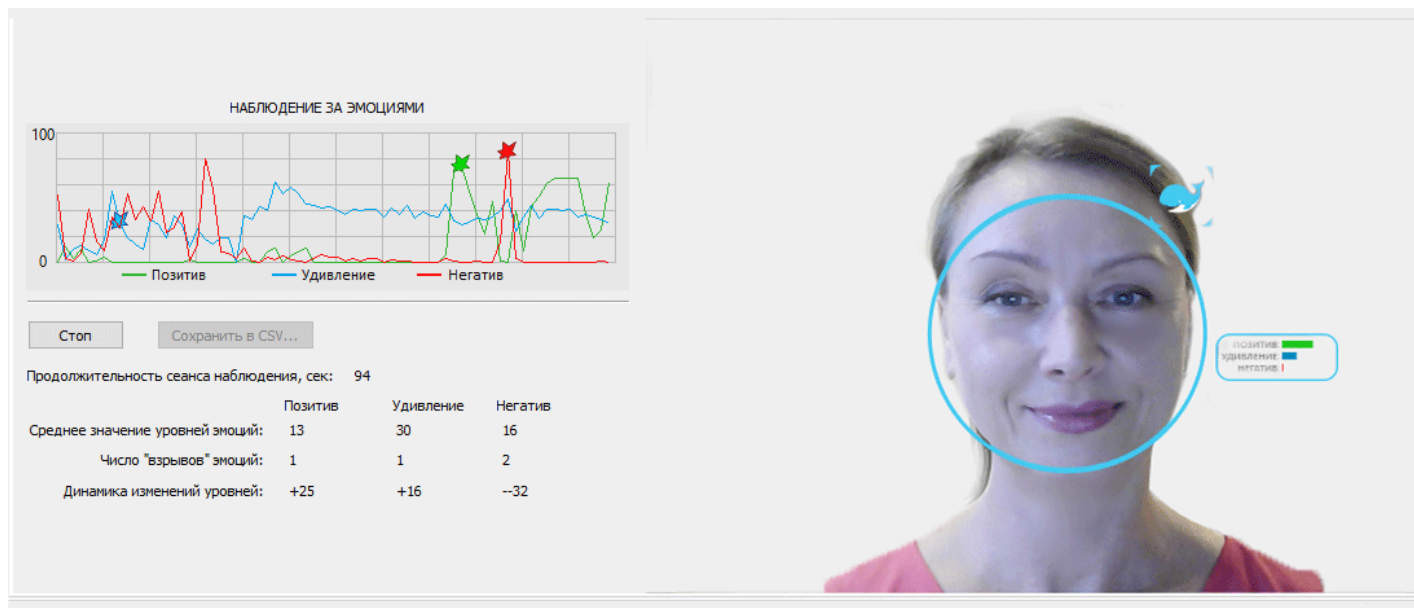 НАБЛЮДЕНИЕ ЗА ЭМОЦИЯМИ
100
0
Позитив Удивление Негатив
Стоп Сохранить в CSV...
Продолжительность сеанса наблюдения, сек: 94
Позитив Удивление Негатив
Среднее значение уровней эмоций: 13 30 16
Число "взрывов" эмоций: 1 1 2
Динамика изменений уровней: +25 +16 --32
ПОЗИТИВ:
УДИВЛЕНИЕ:
НЕГАТИВ: